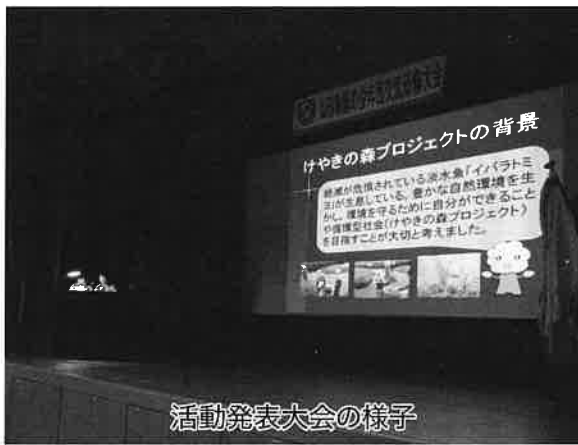 けやきの森プロジェクトの背景
絶滅が危惧されている淡水魚「イバラトミ
ヨ」が生息している。豊かな自然環境を生
かし、環境を守るために自分ができること
や循環型社会(けやきの森プロジェクト)
を目指すことが大切と考えました。
活動発表大会の様子